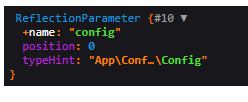 ReflectionParameter {#10 ▼
+name: "config"
position: 0
typeHint: "App\Conf…\Config"
}